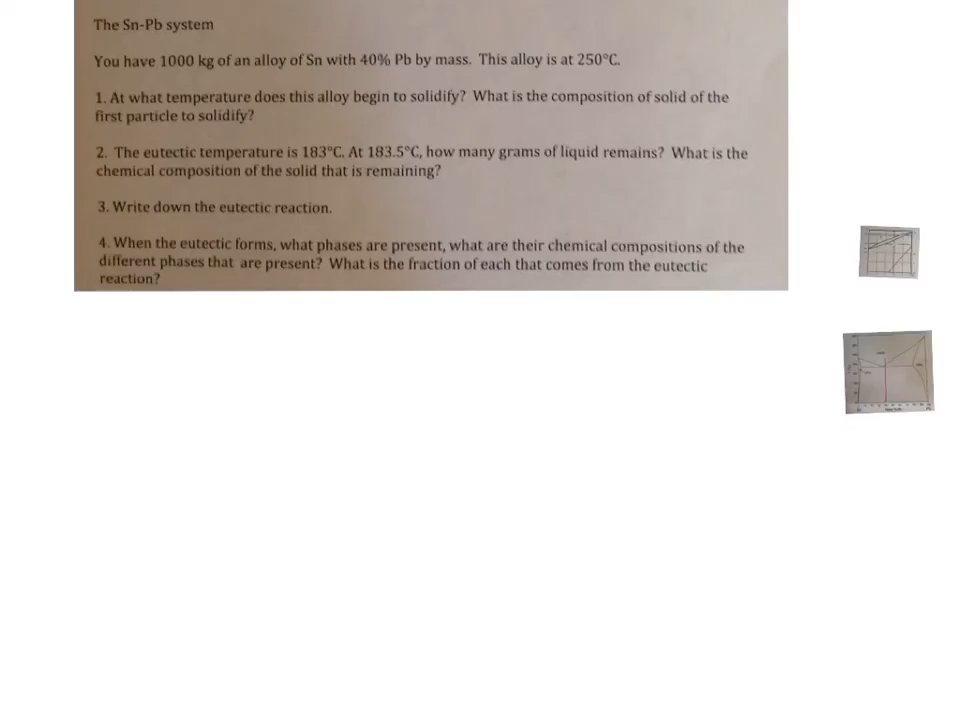 The Sn-Pb system
You have 1000 kg of an alloy of Sn with 40% Pb by mass. This alloy is at 250°C.
1. At what temperature does this alloy begin to solidify? What is the composition of solid of the
first particle to solidify?
2. The eutectic temperature is 183°C. At 183.5°C, how many grams of liquid remains? What is the
chemical composition of the solid that is remaining?
3. Write down the eutectic reaction.
4. When the eutectic forms, what phases are present, what are their chemical compositions of the
different phases that are present? What is the fraction of each that comes from the eutectic
reaction?